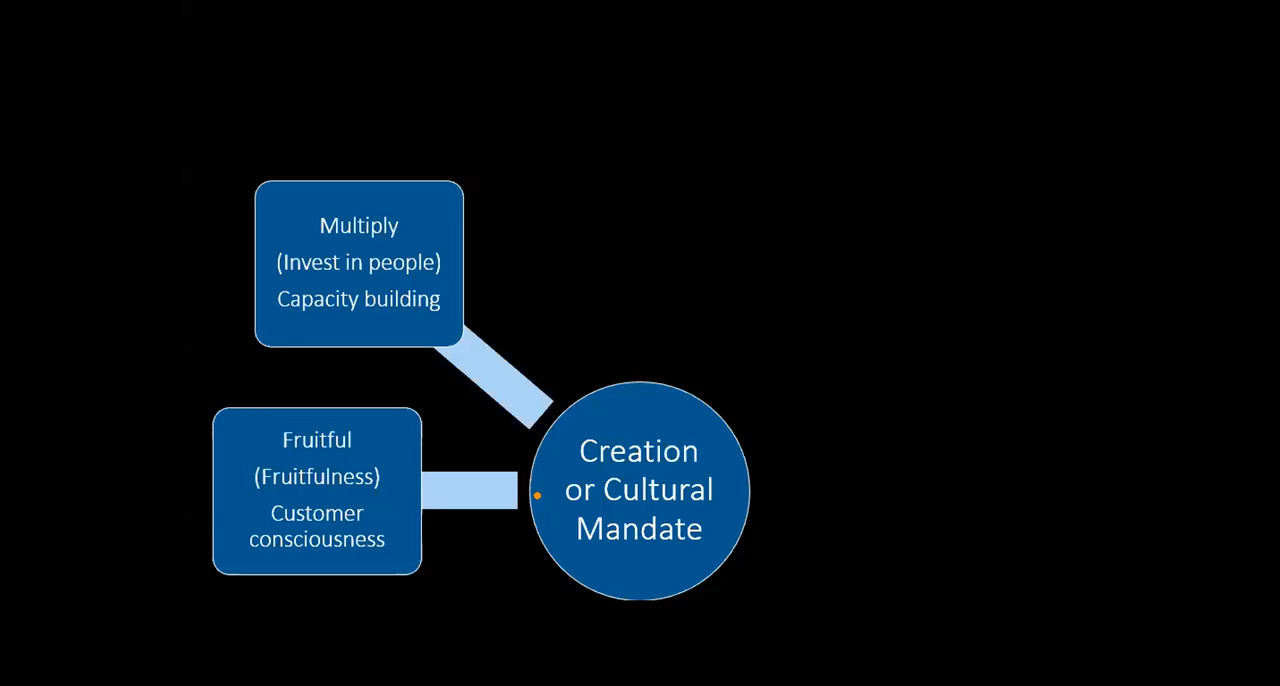 Multiply
(Invest in people)
Capacity building
Fruitful
(Fruitfulness)
Customer
consciousness
Creation
or Cultural
Mandate